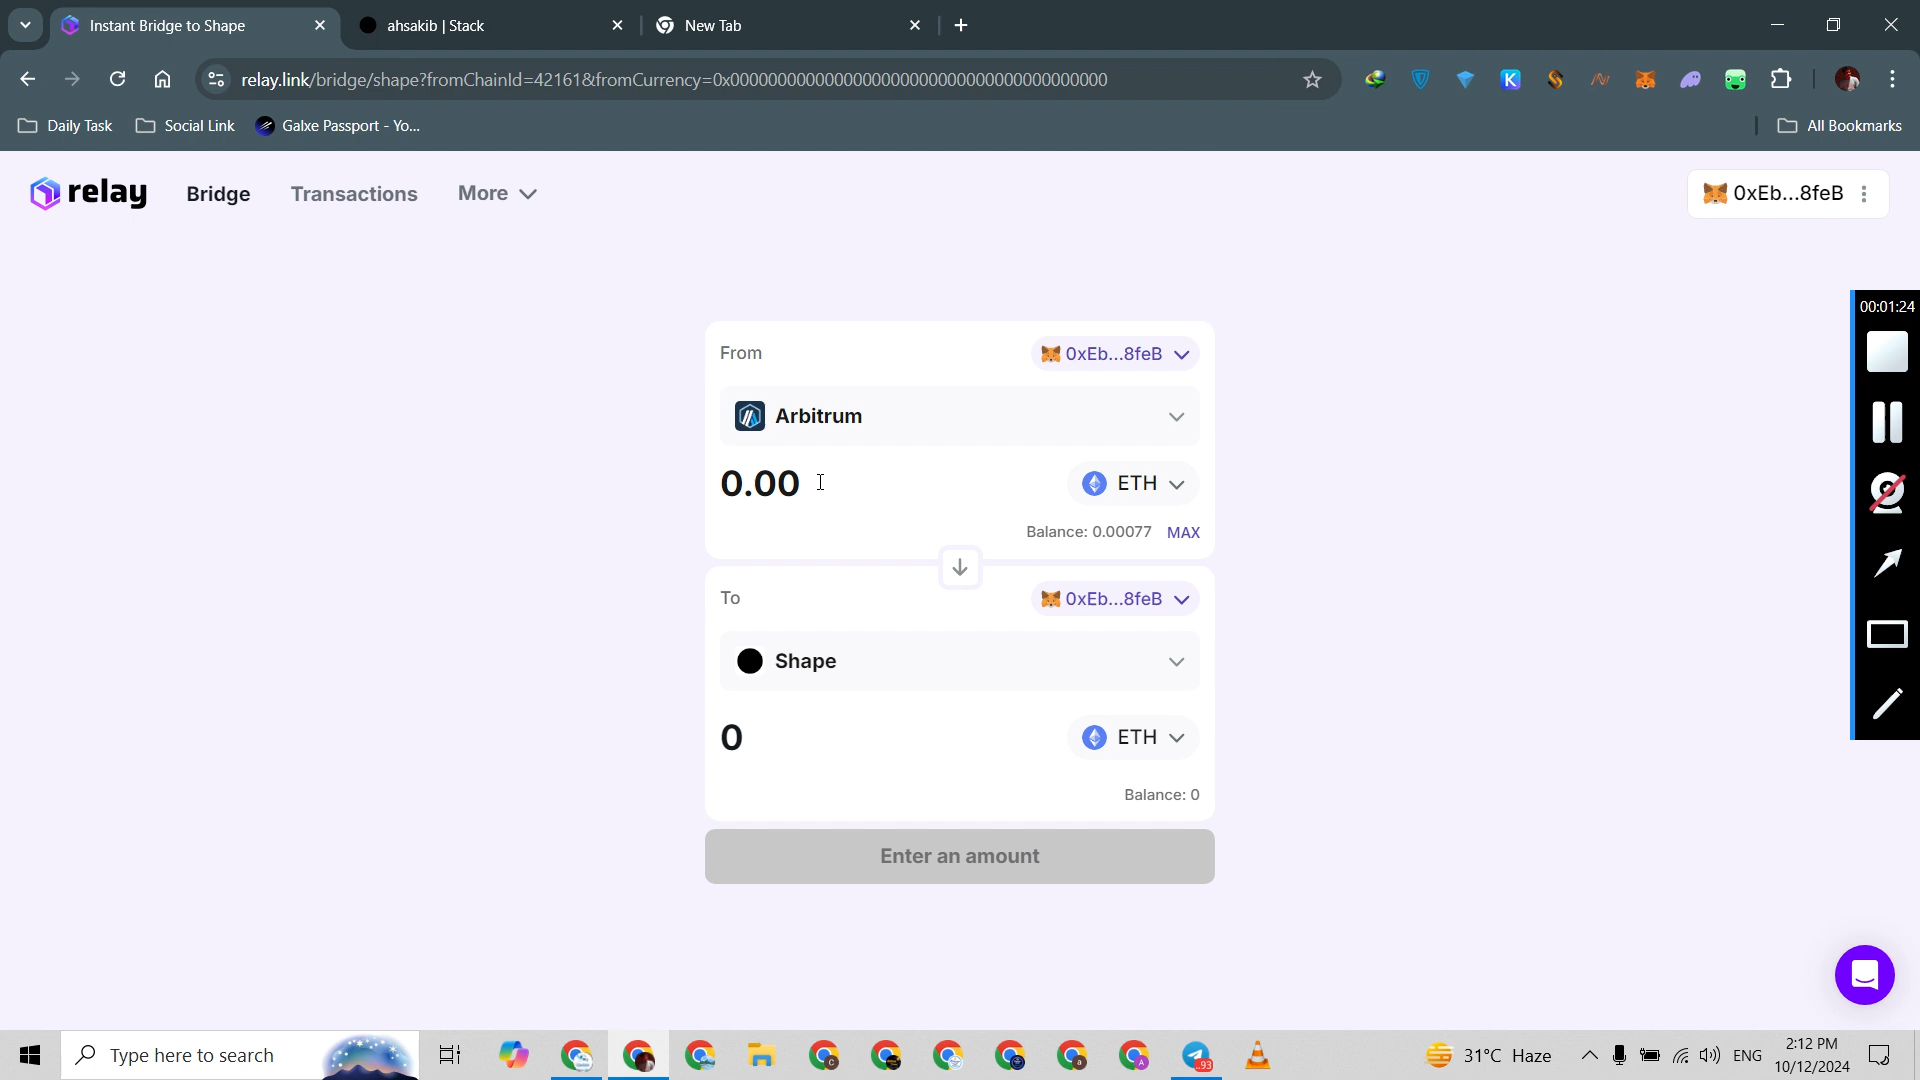 Instant Bridge to Shape
ahsakib | Stack
New Tab
relay.link/bridge/shape?fromChainId=42161&fromCurrency=0x0000000000000000000000000000000000000000
Daily Task
Social Link
Galxe Passport - Yo...
All Bookmarks
relay
Bridge
Transactions
More
0xEb...8feB
00:01:24
From
0xEb...8feB
Arbitrum
0.00
ETH
Balance: 0.00077 MAX
To
0xEb...8feB
Shape
0
ETH
Balance: 0
Enter an amount
Type here to search
93
31°C Haze
ENG
2:12 PM
10/12/2024